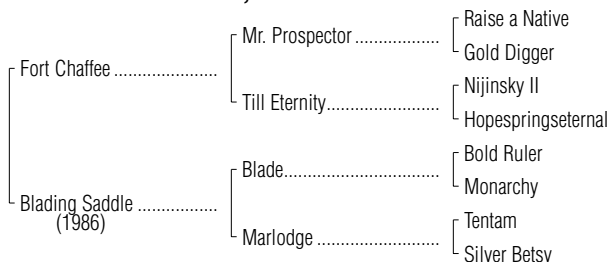 Raise a Native
Mr. Prospector ....................
Gold Digger
Fort Chaffee ........................
Nijinsky II
Till Eternity..........................
Hopespringseternal
Bold Ruler
Blade....................................
Monarchy
Blading Saddle ..................
(1986)
Tentam
Marlodge ............................
Silver Betsy